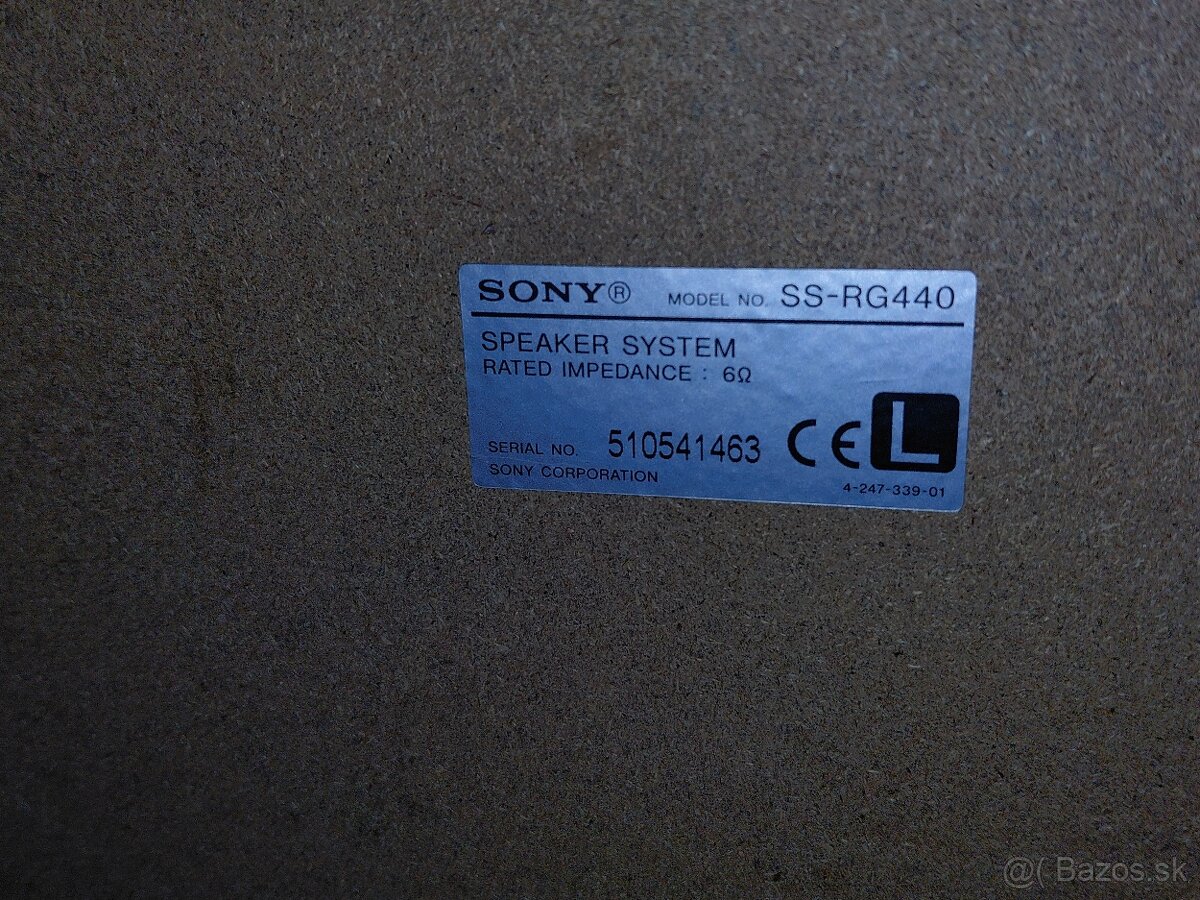 SONY® MODEL NO. SS-RG440
SPEAKER SYSTEM
RATED IMPEDANCE : 6Ω
SERIAL NO. 510541463
SONY CORPORATION
CE L
4-247-339-01
@( Bazos.sk